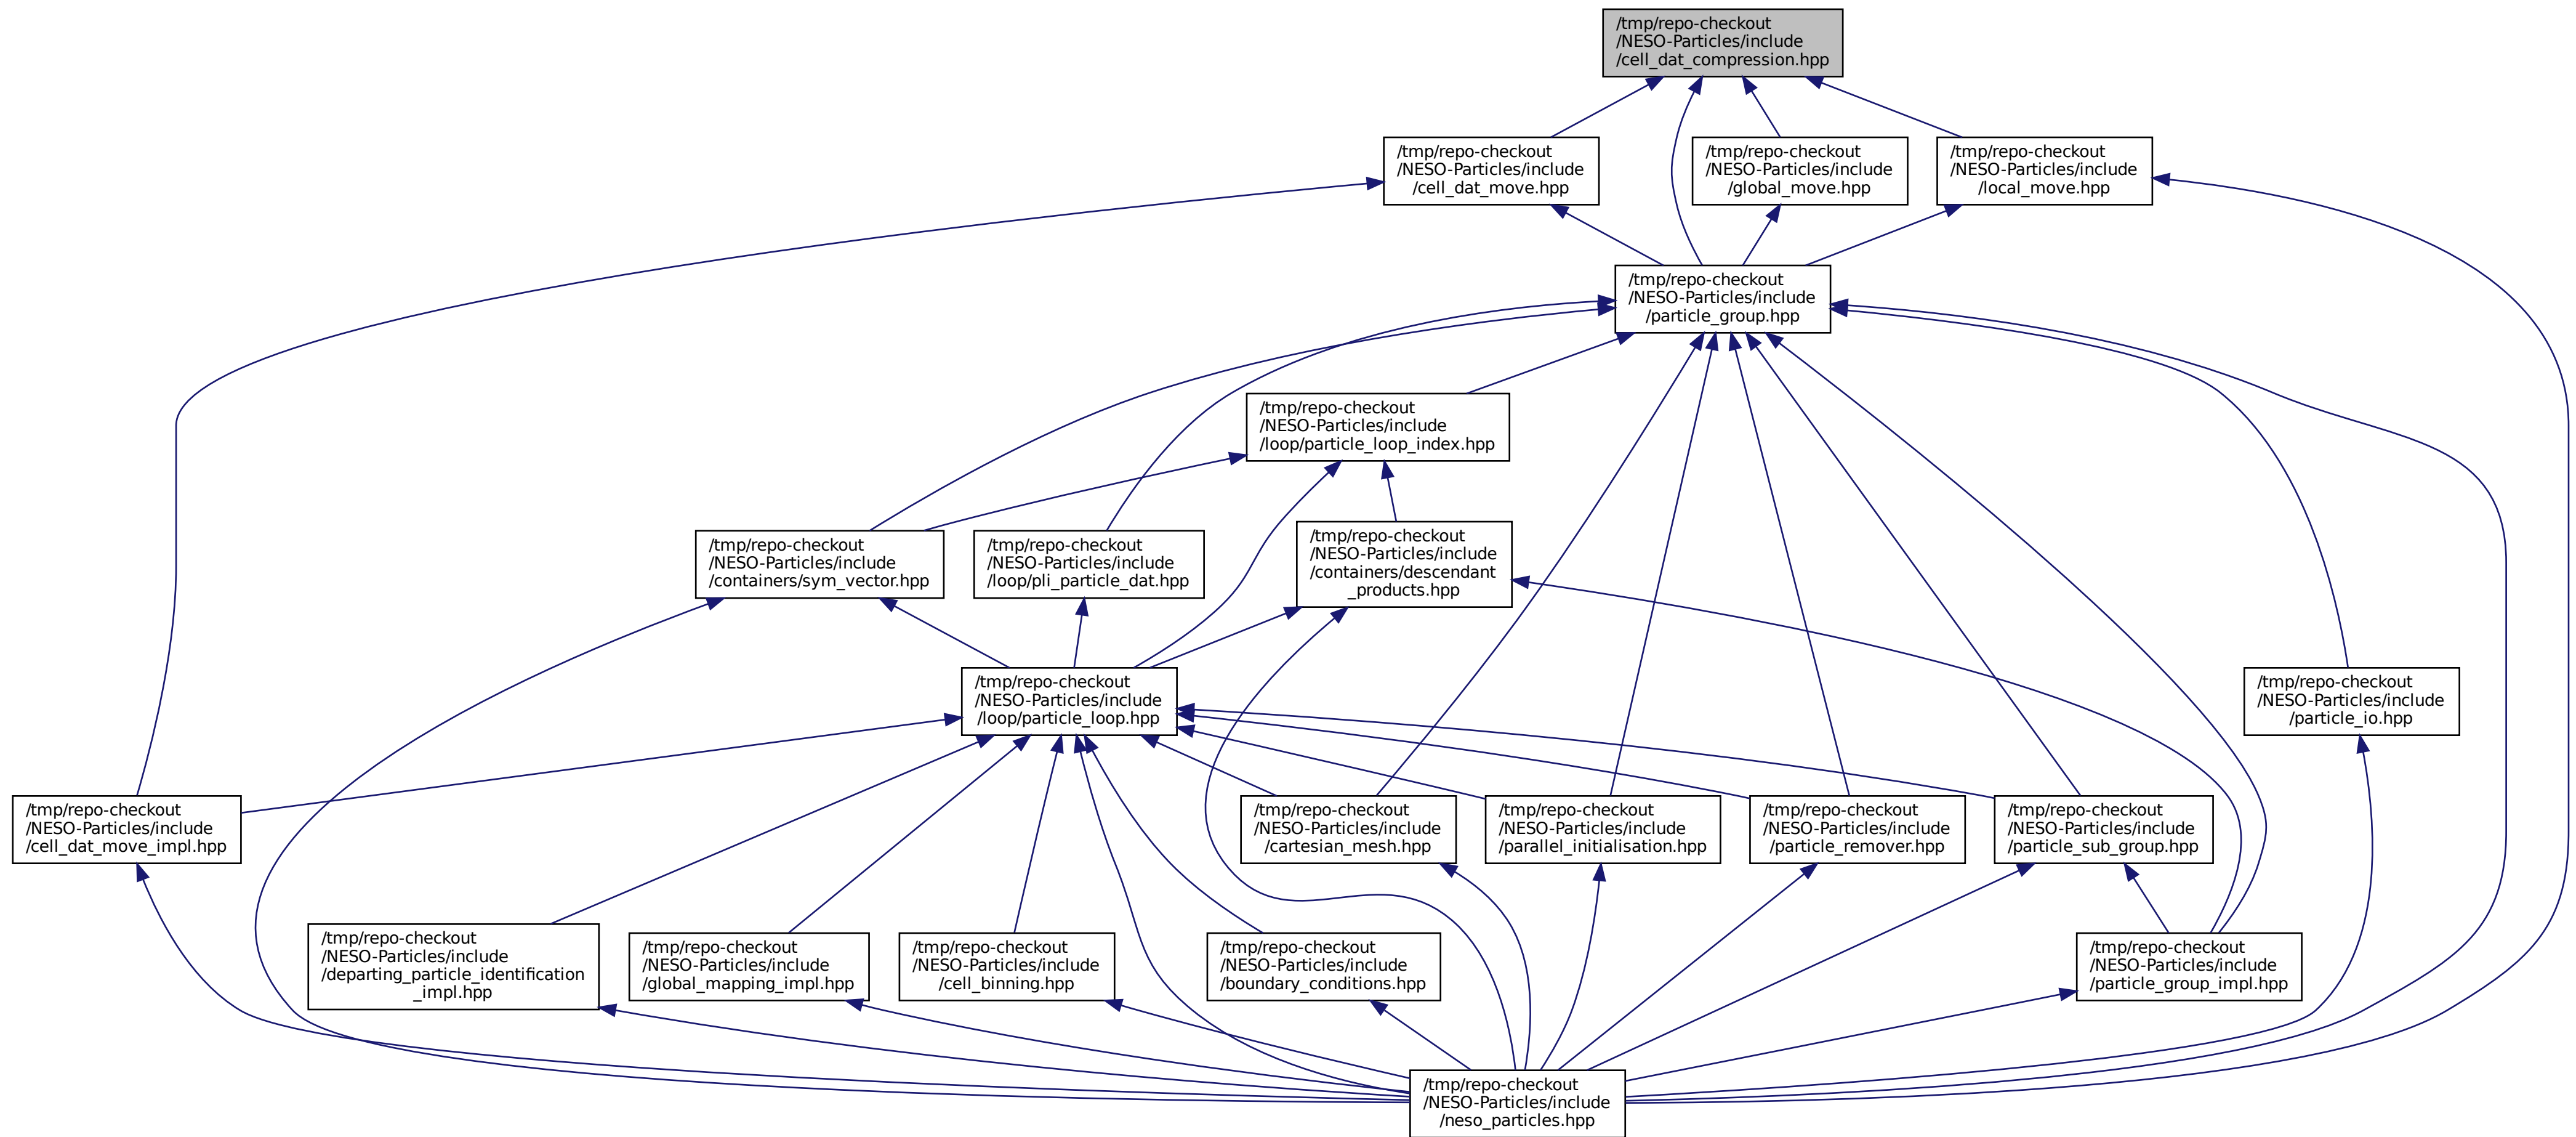 /tmp/repo-checkout
/NESO-Particles/include
/cell_dat_compression.hpp
/tmp/repo-checkout
/NESO-Particles/include
/cell_dat_move.hpp
/tmp/repo-checkout
/NESO-Particles/include
/global_move.hpp
/tmp/repo-checkout
/NESO-Particles/include
/local_move.hpp
/tmp/repo-checkout
/NESO-Particles/include
/particle_group.hpp
/tmp/repo-checkout
/NESO-Particles/include
/loop/particle_loop_index.hpp
/tmp/repo-checkout
/NESO-Particles/include
/containers/sym_vector.hpp
/tmp/repo-checkout
/NESO-Particles/include
/loop/pli_particle_dat.hpp
/tmp/repo-checkout
/NESO-Particles/include
/containers/descendant
_products.hpp
/tmp/repo-checkout
/NESO-Particles/include
/loop/particle_loop.hpp
/tmp/repo-checkout
/NESO-Particles/include
/particle_io.hpp
/tmp/repo-checkout
/NESO-Particles/include
/cell_dat_move_impl.hpp
/tmp/repo-checkout
/NESO-Particles/include
/cartesian_mesh.hpp
/tmp/repo-checkout
/NESO-Particles/include
/parallel_initialisation.hpp
/tmp/repo-checkout
/NESO-Particles/include
/particle_remover.hpp
/tmp/repo-checkout
/NESO-Particles/include
/particle_sub_group.hpp
/tmp/repo-checkout
/NESO-Particles/include
/departing_particle_identification
_impl.hpp
/tmp/repo-checkout
/NESO-Particles/include
/global_mapping_impl.hpp
/tmp/repo-checkout
/NESO-Particles/include
/cell_binning.hpp
/tmp/repo-checkout
/NESO-Particles/include
/boundary_conditions.hpp
/tmp/repo-checkout
/NESO-Particles/include
/particle_group_impl.hpp
/tmp/repo-checkout
/NESO-Particles/include
/neso_particles.hpp